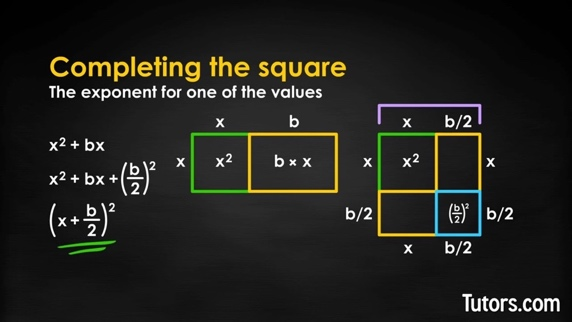 Completing the square
The exponent for one of the values
x² + bx
x² + bx + (b/2)²
(x + b/2)²
x b
x x² b × x
x b/2
x x² x
b/2 (b/2)² b/2
x b/2
Tutors.com